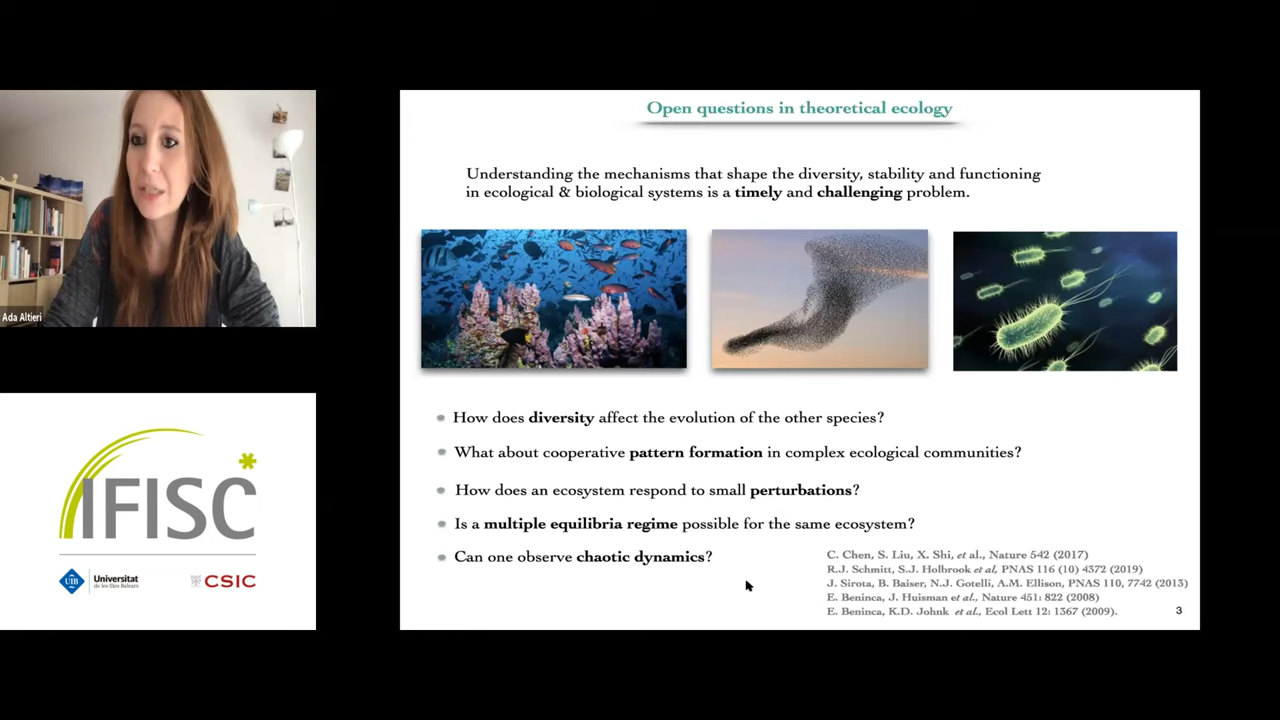 Open questions in theoretical ecology
Understanding the mechanisms that shape the diversity, stability and functioning
in ecological & biological systems is a timely and challenging problem.
Ada Altieri
How does diversity affect the evolution of the other species?
What about cooperative pattern formation in complex ecological communities?
How does an ecosystem respond to small perturbations?
Is a multiple equilibria regime possible for the same ecosystem?
Can one observe chaotic dynamics?
C. Chen, S. Liu, X. Shi, et al., Nature 542 (2017)
R.J. Schmitt, S.J. Holbrook et al, PNAS 116 (10) 4372 (2019)
J. Sirota, B. Baiser, N.J. Gotelli, A.M. Ellison, PNAS 110, 7742 (2013)
E. Beninca, J. Huisman et al., Nature 451: 822 (2008)
E. Beninca, K.D. Johnk et al., Ecol Lett 12: 1367 (2009).
3
IFISC
UIB
Universitat
de les Illes Balears
CSIC